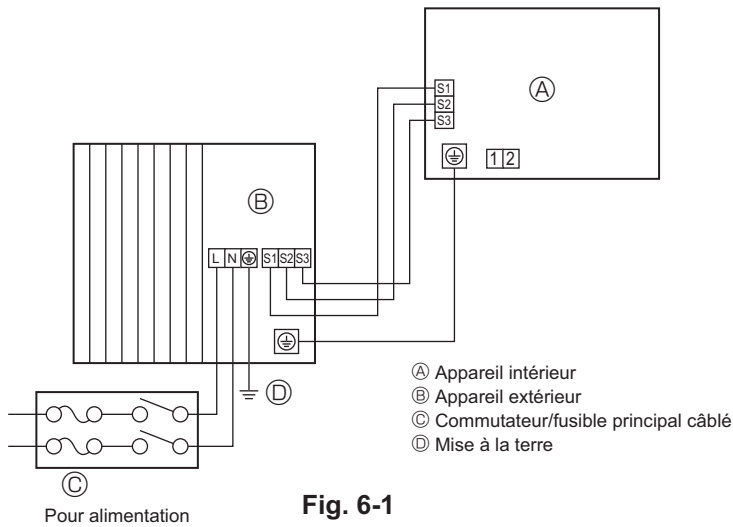 S1
S2
S3
Ⓐ
1 2
Ⓑ
L N S1 S2 S3
Ⓓ
Ⓐ Appareil intérieur
Ⓑ Appareil extérieur
Ⓒ Commutateur/fusible principal câblé
Ⓓ Mise à la terre
Ⓒ
Pour alimentation
Fig. 6-1